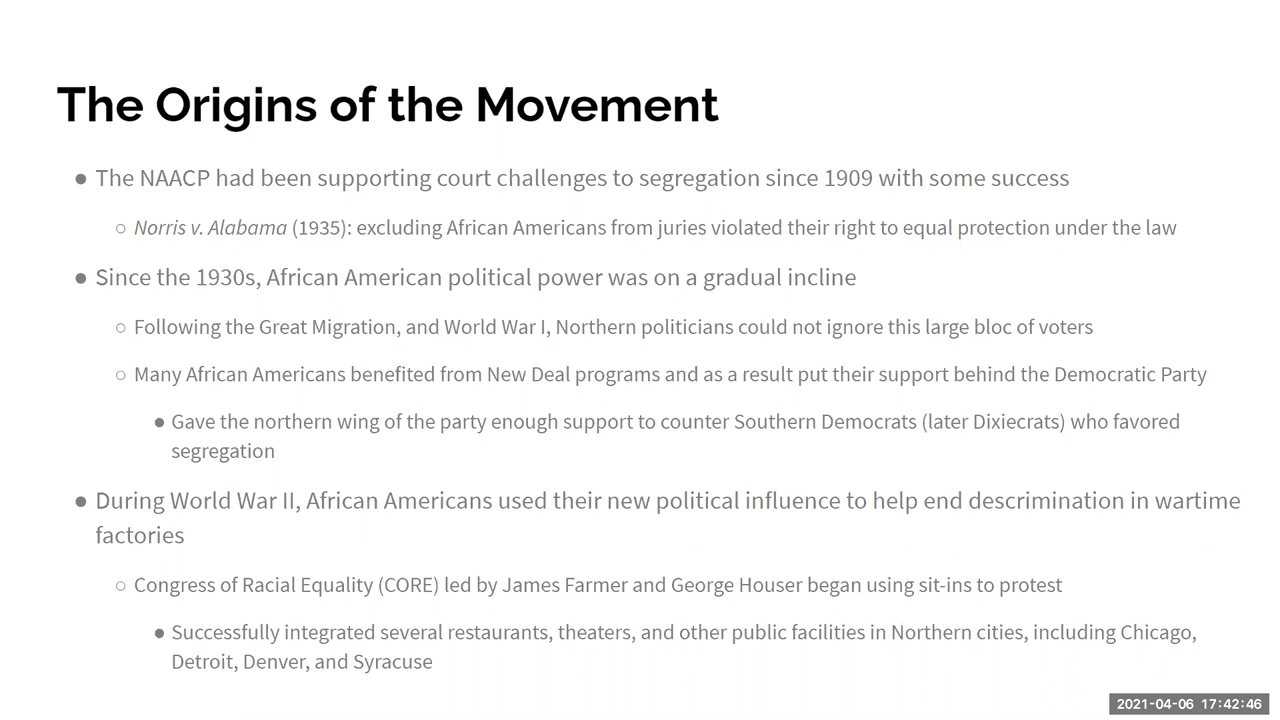 The Origins of the Movement
● The NAACP had been supporting court challenges to segregation since 1909 with some success
○ Norris v. Alabama (1935): excluding African Americans from juries violated their right to equal protection under the law
● Since the 1930s, African American political power was on a gradual incline
○ Following the Great Migration, and World War I, Northern politicians could not ignore this large bloc of voters
○ Many African Americans benefited from New Deal programs and as a result put their support behind the Democratic Party
● Gave the northern wing of the party enough support to counter Southern Democrats (later Dixiecrats) who favored
segregation
● During World War II, African Americans used their new political influence to help end descrimination in wartime
factories
○ Congress of Racial Equality (CORE) led by James Farmer and George Houser began using sit-ins to protest
● Successfully integrated several restaurants, theaters, and other public facilities in Northern cities, including Chicago,
Detroit, Denver, and Syracuse
2021-04-06 17:42:46